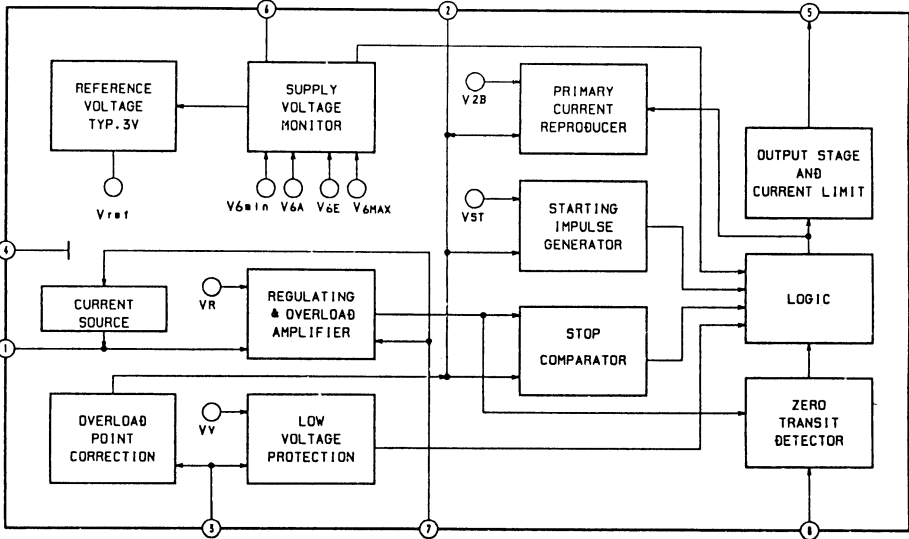 6
2
5
REFERENCE
VOLTAGE
TYP.3V
SUPPLY
VOLTAGE
MONITOR
V2B
PRIMARY
CURRENT
REPRODUCER
OUTPUT STAGE
AND
CURRENT LIMIT
Vref
V6min
V6A
V6E
V6MAX
VST
STARTING
IMPULSE
GENERATOR
4
CURRENT
SOURCE
VR
REGULATING
& OVERLOAD
AMPLIFIER
LOGIC
1
STOP
COMPARATOR
OVERLOAD
POINT
CORRECTION
VV
LOW
VOLTAGE
PROTECTION
ZERO
TRANSIT
DETECTOR
3
7
8